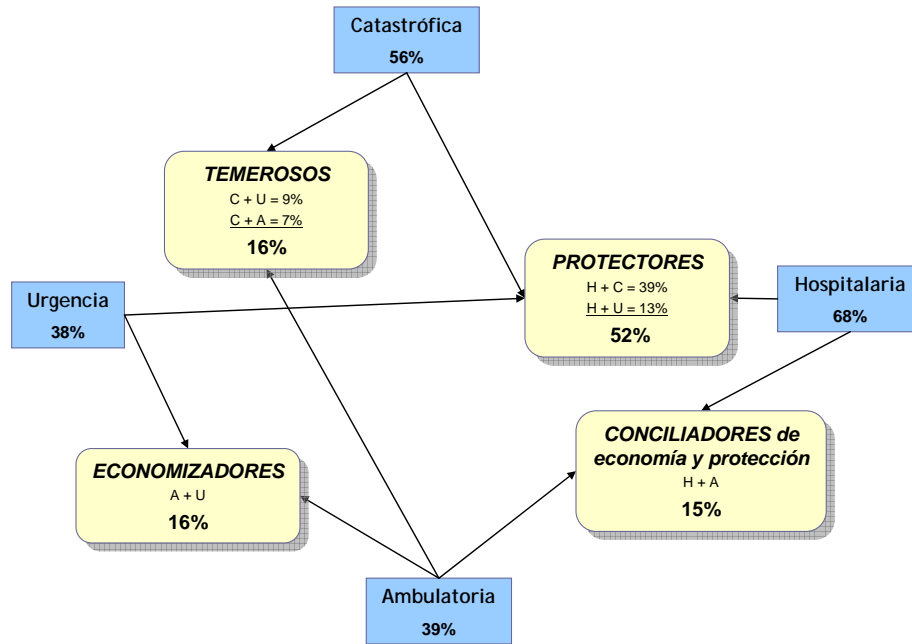 Catastrófica
56%
TEMEROSOS
C + U = 9%
C + A = 7%
16%
PROTECTORES
H + C = 39%
H + U = 13%
52%
Urgencia
38%
Hospitalaria
68%
ECONOMIZADORES
A + U
16%
CONCILIADORES de
economía y protección
H + A
15%
Ambulatoria
39%